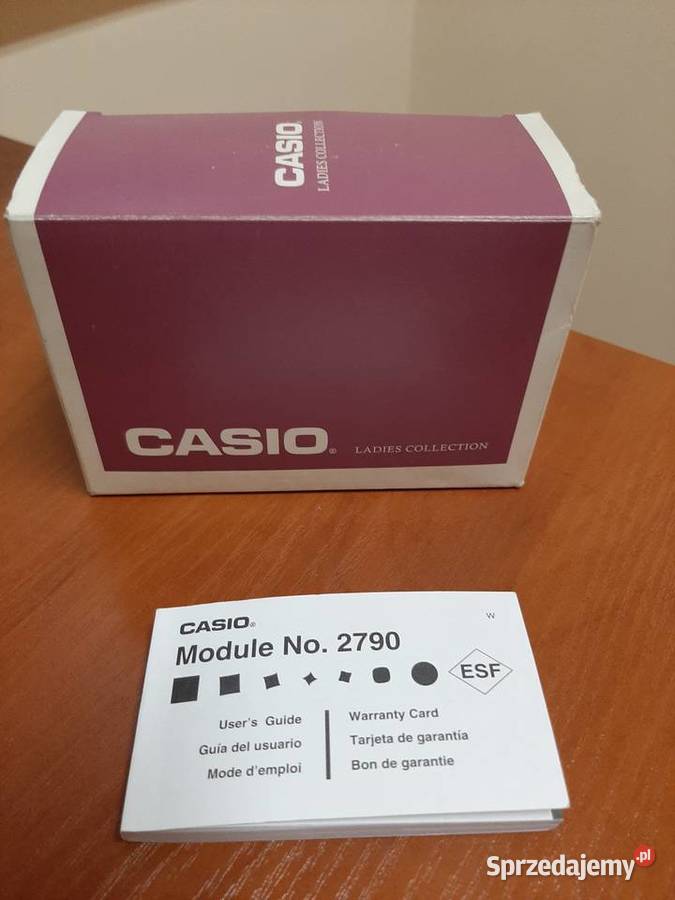 CASIO®
LADIES COLLECTION
CASIO®
LADIES COLLECTION
CASIO®
W
Module No. 2790
ESF
User's Guide
Guía del usuario
Mode d'emploi
Warranty Card
Tarjeta de garantía
Bon de garantie
Sprzedajemy.pl